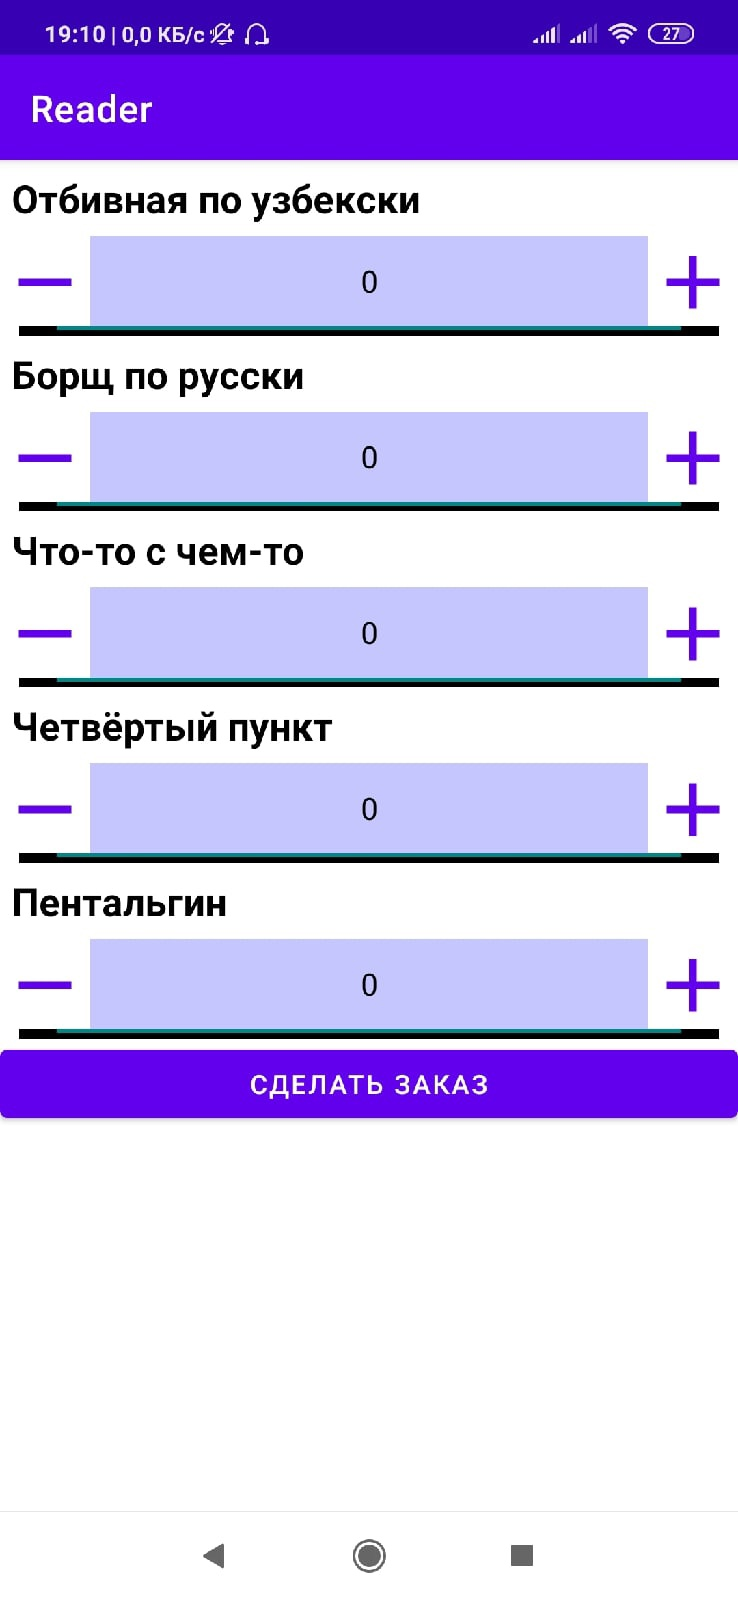 19:10 | 0,0 КБ/с 27
Reader
Отбивная по узбекски
0
Борщ по русски
0
Что-то с чем-то
0
Четвёртый пункт
0
Пентальгин
0
СДЕЛАТЬ ЗАКАЗ